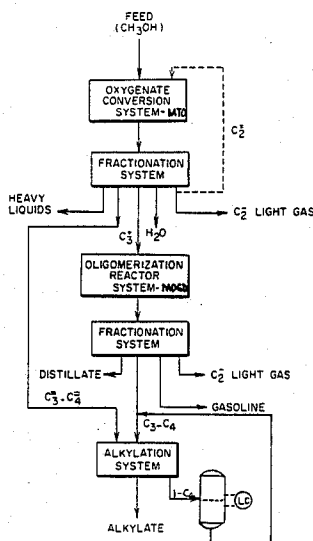 FEED
(CH3OH)
OXYGENATE
CONVERSION
SYSTEM-MTO
C2=
FRACTIONATION
SYSTEM
HEAVY
LIQUIDS
C2- LIGHT GAS
C3=
H2O
OLIGOMERIZATION
REACTOR
SYSTEM-MOGD
FRACTIONATION
SYSTEM
DISTILLATE
C2- LIGHT GAS
GASOLINE
C3=-C4=
C3-C4
ALKYLATION
SYSTEM
i-C4
LC
ALKYLATE